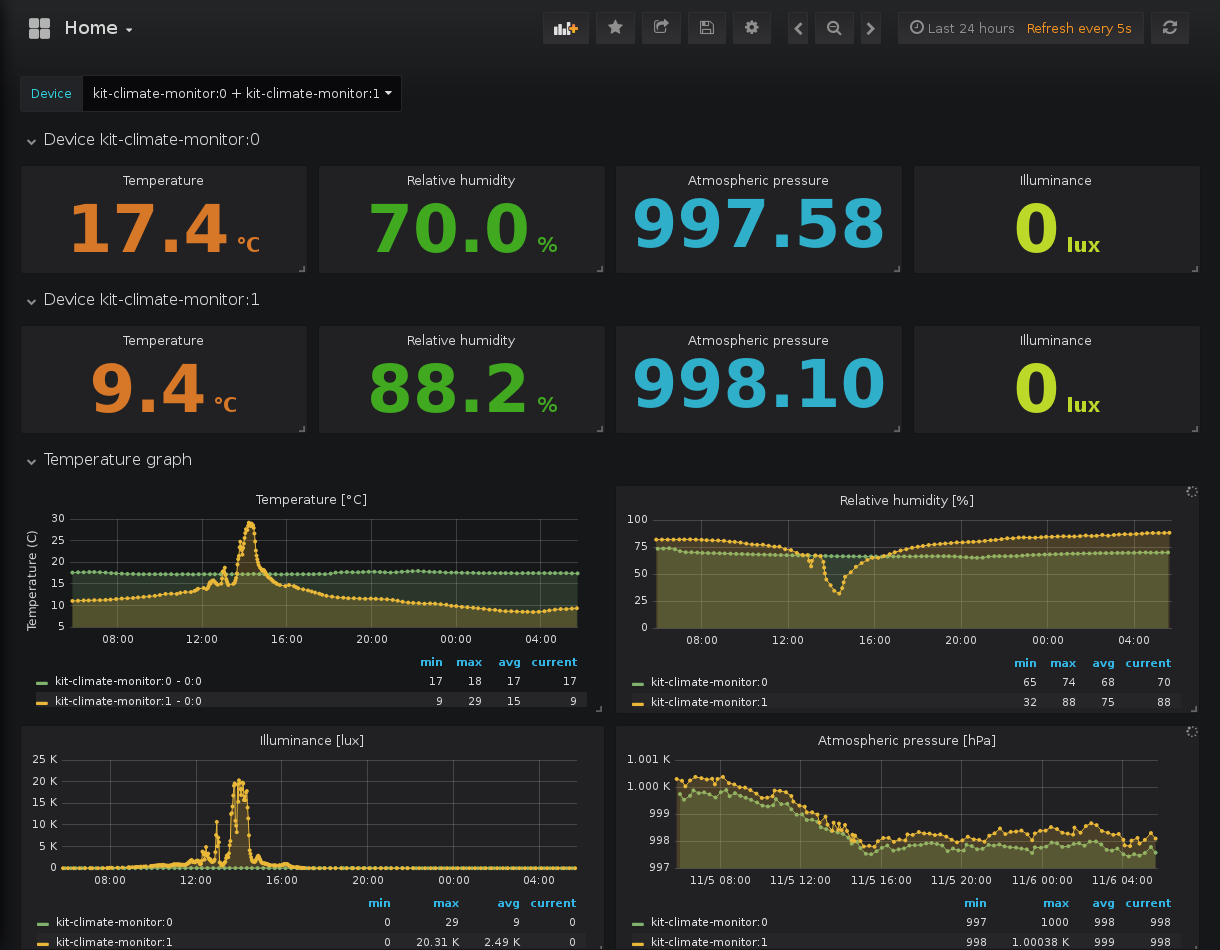 Home
Last 24 hours Refresh every 5s
Device kit-climate-monitor:0 + kit-climate-monitor:1
Device kit-climate-monitor:0
Temperature Relative humidity Atmospheric pressure Illuminance
17.4 °C 70.0 % 997.58 0 lux
Device kit-climate-monitor:1
Temperature Relative humidity Atmospheric pressure Illuminance
9.4 °C 88.2 % 998.10 0 lux
Temperature graph
Temperature [°C]
Temperature (C)
30
25
20
15
10
5
08:00 12:00 16:00 20:00 00:00 04:00
min max avg current
kit-climate-monitor:0 - 0:0 17 18 17 17
kit-climate-monitor:1 - 0:0 9 29 15 9
Relative humidity [%]
100
75
50
25
0
08:00 12:00 16:00 20:00 00:00 04:00
min max avg current
kit-climate-monitor:0 65 74 68 70
kit-climate-monitor:1 32 88 75 88
Illuminance [lux]
25 K
20 K
15 K
10 K
5 K
0
08:00 12:00 16:00 20:00 00:00 04:00
min max avg current
kit-climate-monitor:0 0 29 9 0
kit-climate-monitor:1 0 20.31 K 2.49 K 0
Atmospheric pressure [hPa]
1.001 K
1.000 K
999
998
997
11/5 08:00 11/5 12:00 11/5 16:00 11/5 20:00 11/6 00:00 11/6 04:00
min max avg current
kit-climate-monitor:0 997 1000 998 998
kit-climate-monitor:1 998 1.00038 K 999 998